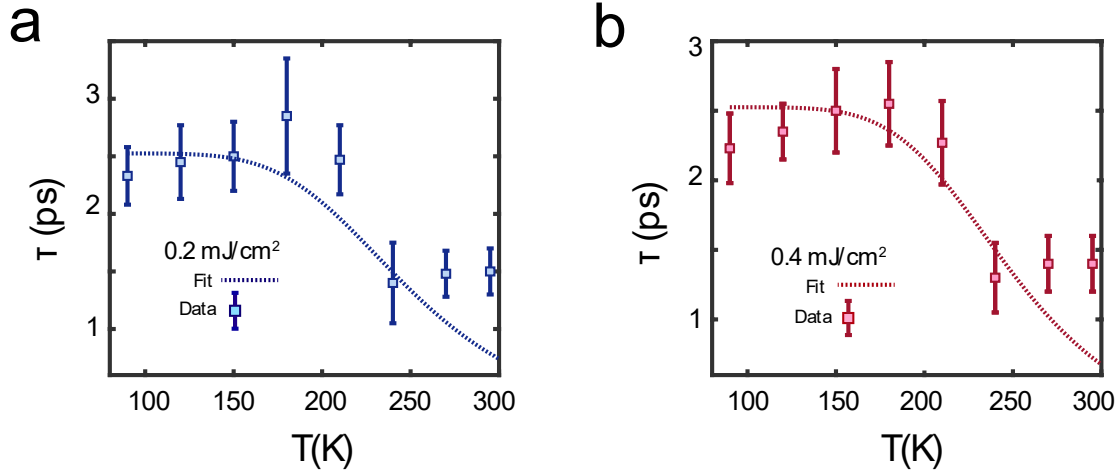 a
3
2
1
τ (ps)
0.2 mJ/cm²
Fit
Data
100 150 200 250 300
T(K)
b
3
2
1
τ (ps)
0.4 mJ/cm²
Fit
Data
100 150 200 250 300
T(K)